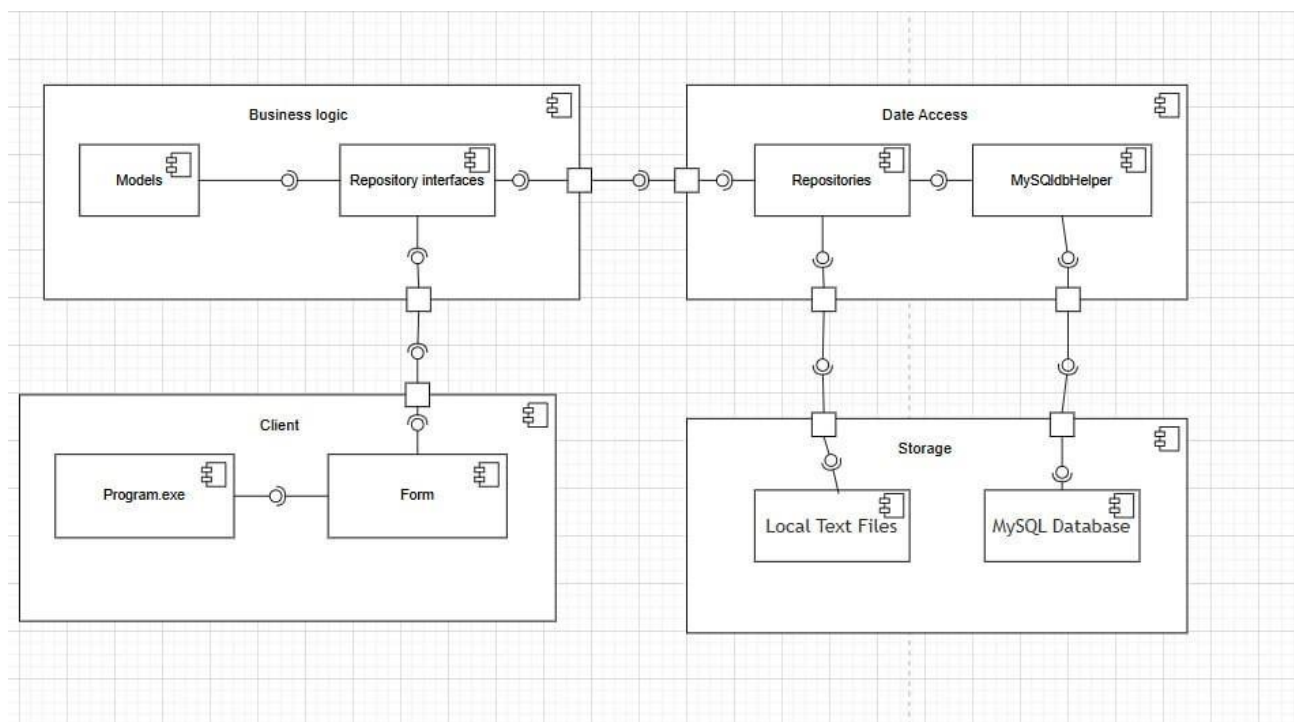 Business logic
Models
Repository interfaces
Date Access
Repositories
MySQldbHelper
Client
Program.exe
Form
Storage
Local Text Files
MySQL Database